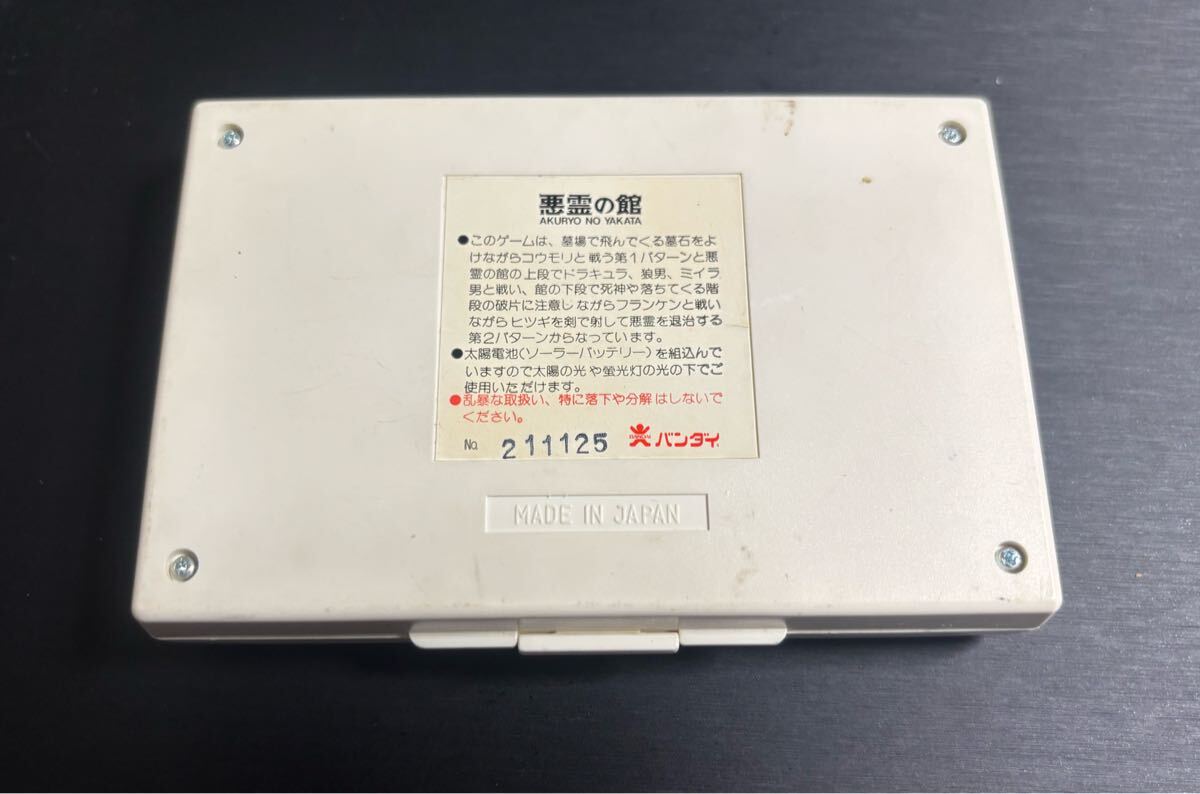 悪霊の館
AKURYO NO YAKATA
●このゲームは、墓場で飛んでくる墓石をよ
けながらコウモリと戦う第1パターンと悪
霊の館の上段でドラキュラ、狼男、ミイラ
男と戦い、館の下段で死神や落ちてくる階
段の破片に注意しながらフランケンと戦い
ながらヒツギを剣で射して悪霊を退治する
第2パターンからなっています。
●太陽電池(ソーラーバッテリー)を組込んで
いますので太陽の光や螢光灯の光の下でご
使用いただけます。
●乱暴な取扱い、特に落下や分解はしないで
ください。
No. 211125 BANDAI バンダイ
MADE IN JAPAN